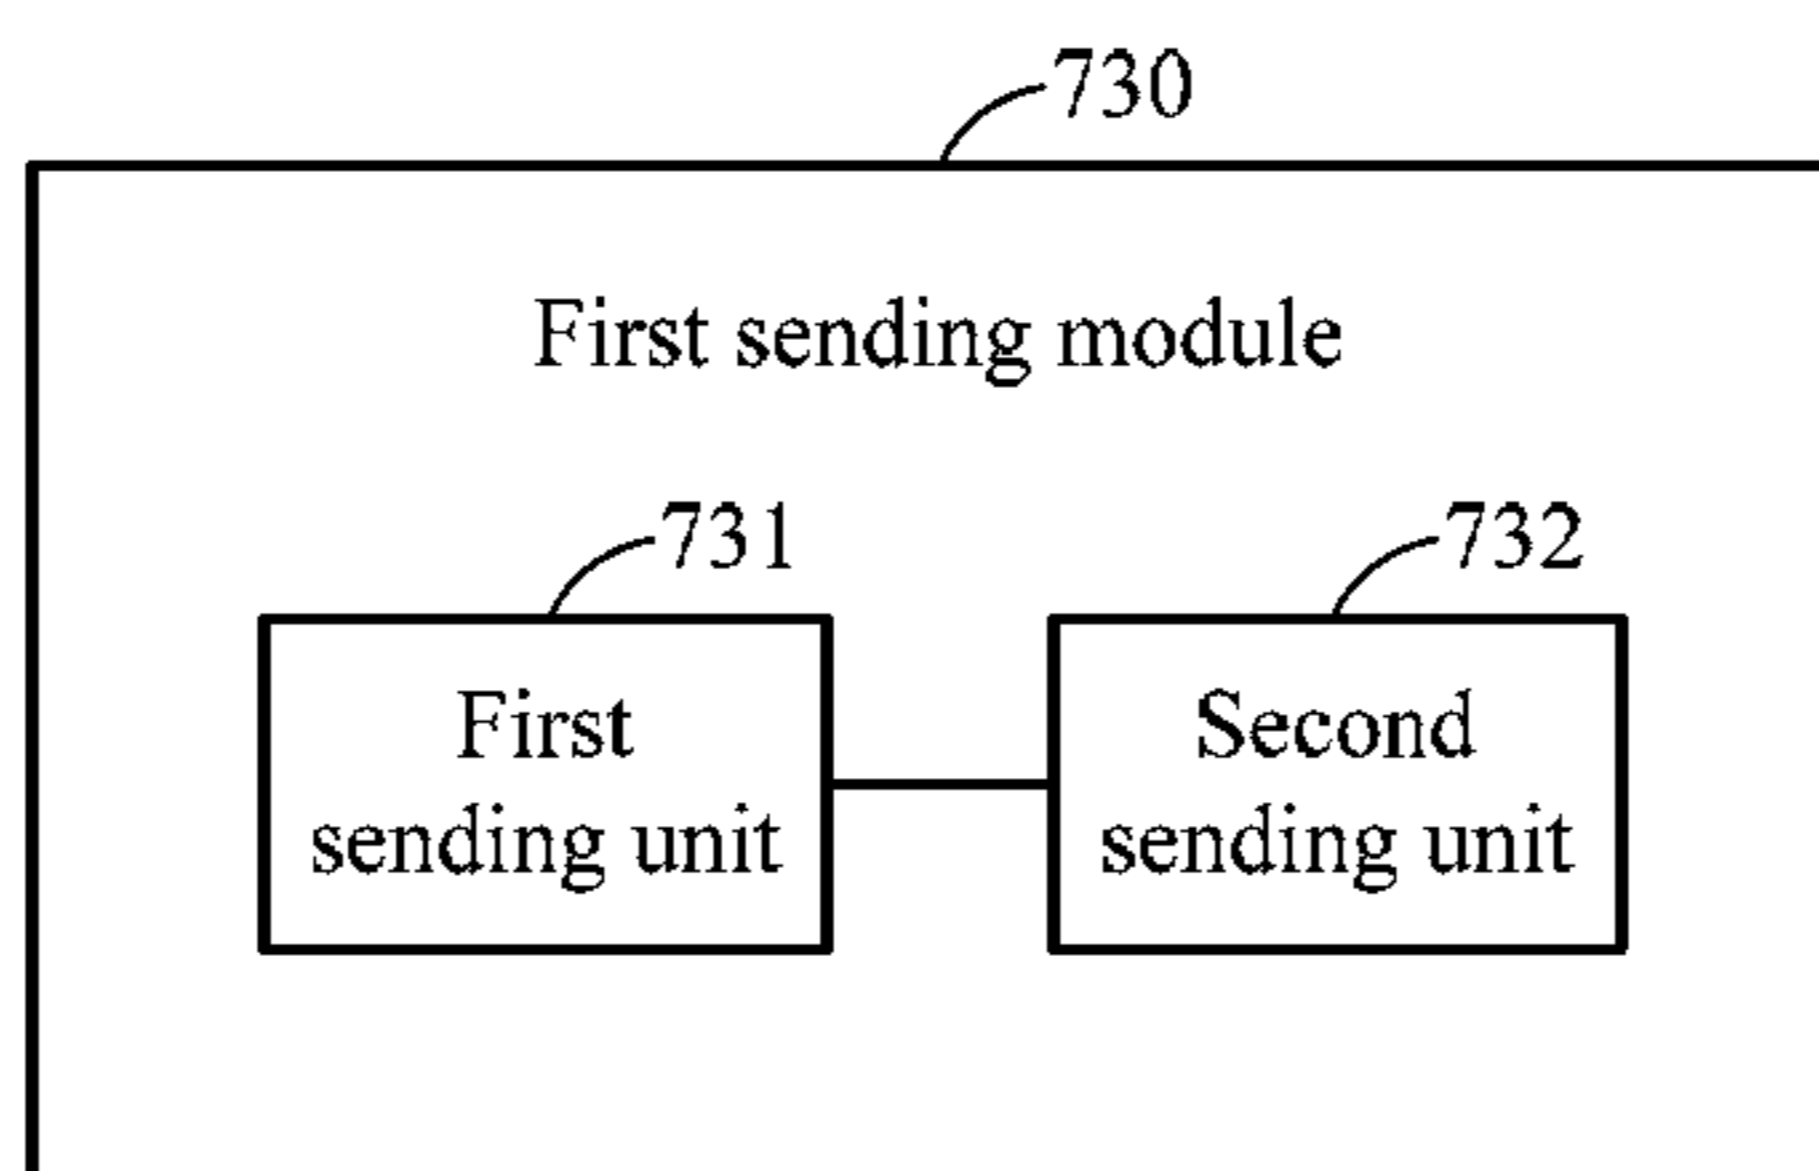 730
First sending module
731
732
First
sending unit
Second
sending unit